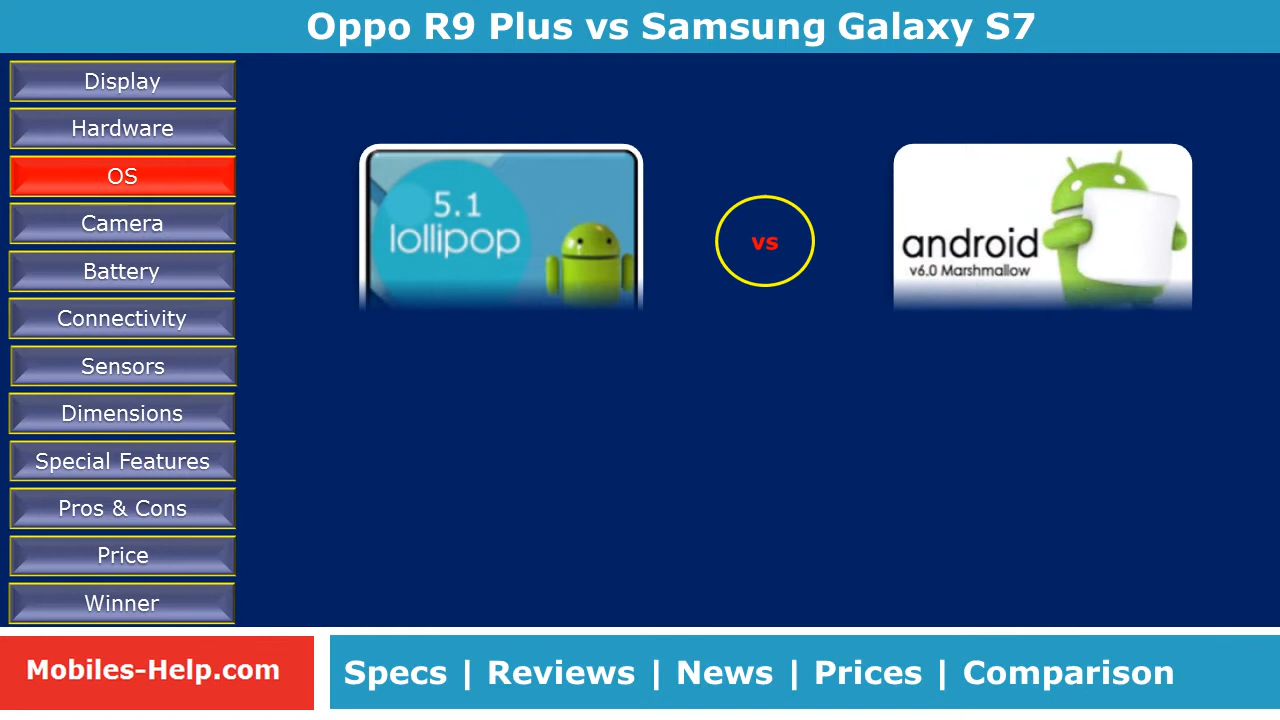 Oppo R9 Plus vs Samsung Galaxy S7
Display
Hardware
OS
Camera
Battery
Connectivity
Sensors
Dimensions
Special Features
Pros & Cons
Price
Winner
5.1
lollipop
vs
android
v6.0 Marshmallow
Mobiles-Help.com
Specs | Reviews | News | Prices | Comparison